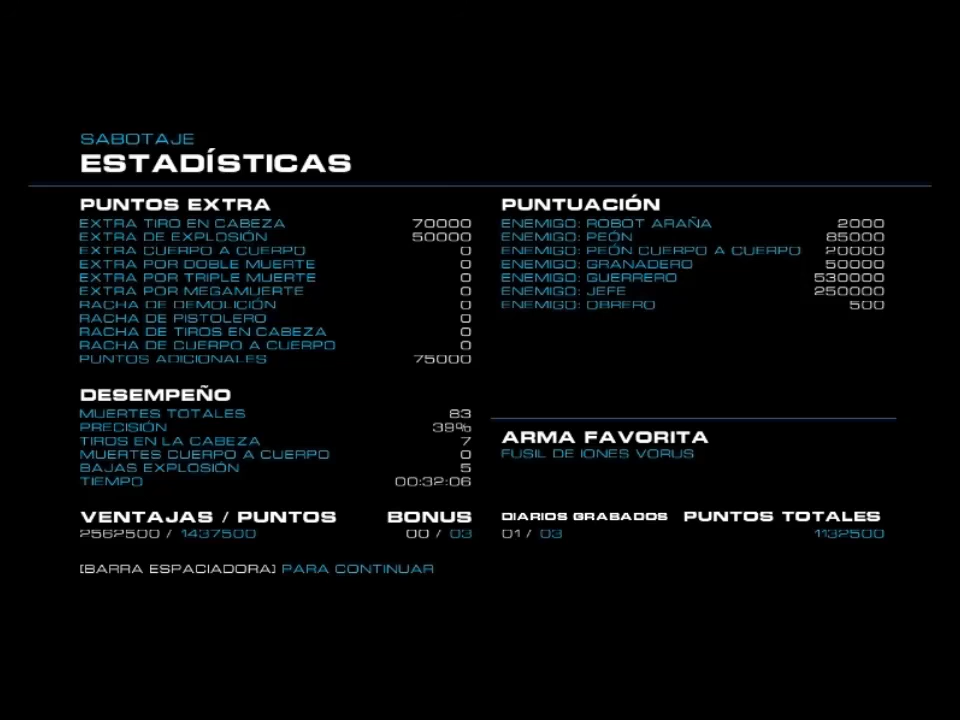 SABOTAJE
ESTADÍSTICAS
PUNTOS EXTRA
EXTRA TIRO EN CABEZA 70000
EXTRA DE EXPLOSIÓN 50000
EXTRA CUERPO A CUERPO 0
EXTRA POR DOBLE MUERTE 0
EXTRA POR TRIPLE MUERTE 0
EXTRA POR MEGAMUERTE 0
RACHA DE DEMOLICIÓN 0
RACHA DE PISTOLERO 0
RACHA DE TIROS EN CABEZA 0
RACHA DE CUERPO A CUERPO 0
PUNTOS ADICIONALES 75000
PUNTUACIÓN
ENEMIGO: ROBOT ARAÑA 2000
ENEMIGO: PEÓN 85000
ENEMIGO: PEÓN CUERPO A CUERPO 20000
ENEMIGO: GRANADERO 50000
ENEMIGO: GUERRERO 530000
ENEMIGO: JEFE 250000
ENEMIGO: OBRERO 500
DESEMPEÑO
MUERTES TOTALES 83
PRECISIÓN 39%
TIROS EN LA CABEZA 7
MUERTES CUERPO A CUERPO 0
BAJAS EXPLOSIÓN 5
TIEMPO 00:32:06
ARMA FAVORITA
FUSIL DE IONES VORUS
VENTAJAS / PUNTOS BONUS
2562500 / 1437500 00 / 03
DIARIOS GRABADOS PUNTOS TOTALES
01 / 03 1132500
[BARRA ESPACIADORA] PARA CONTINUAR